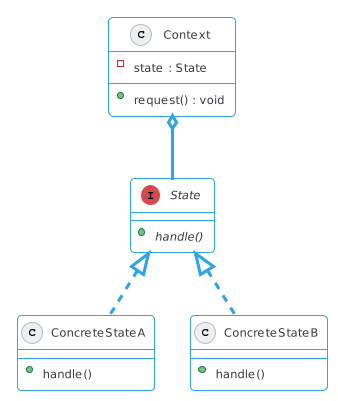 C Context
state : State
request() : void
I State
handle()
C ConcreteStateA
handle()
C ConcreteStateB
handle()